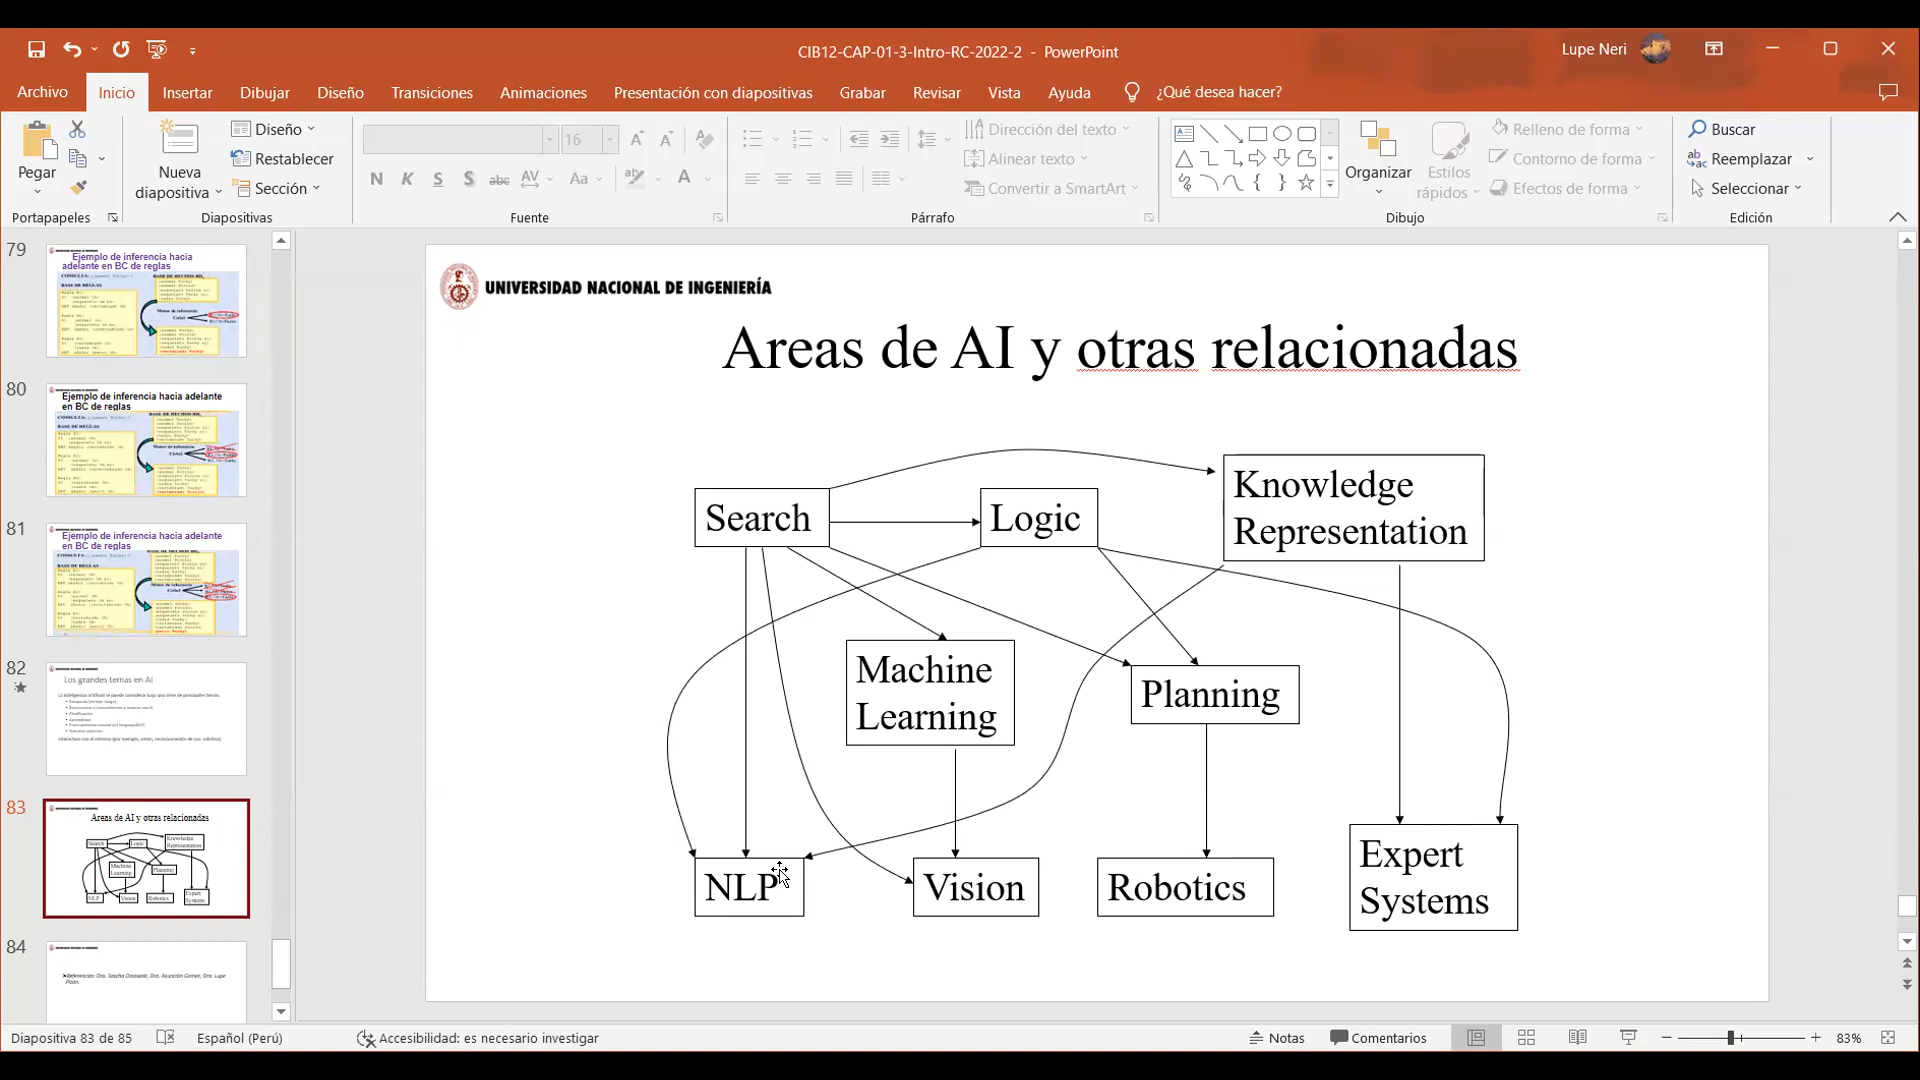 CIB12-CAP-01-3-Intro-RC-2022-2 - PowerPoint
Lupe Neri
Archivo
Inicio
Insertar
Dibujar
Diseño
Transiciones
Animaciones
Presentación con diapositivas
Grabar
Revisar
Vista
Ayuda
¿Qué desea hacer?
Pegar
Portapapeles
Nueva
diapositiva
Diseño
Restablecer
Sección
Diapositivas
16
N K S S abc AV Aa A
Fuente
Dirección del texto
Alinear texto
Convertir a SmartArt
Párrafo
Organizar
Estilos
rápidos
Relleno de forma
Contorno de forma
Efectos de forma
Dibujo
Buscar
Reemplazar
Seleccionar
Edición
79
Ejemplo de inferencia hacia
adelante en BC de reglas
80
Ejemplo de inferencia hacia adelante
en BC de reglas
81
Ejemplo de inferencia hacia adelante
en BC de reglas
82
Los grandes temas en AI
83
Areas de AI y otras relacionadas
84
UNIVERSIDAD NACIONAL DE INGENIERÍA
Areas de AI y otras relacionadas
Search
Logic
Knowledge
Representation
Machine
Learning
Planning
NLP
Vision
Robotics
Expert
Systems
Diapositiva 83 de 85
Español (Perú)
Accesibilidad: es necesario investigar
Notas
Comentarios
83%